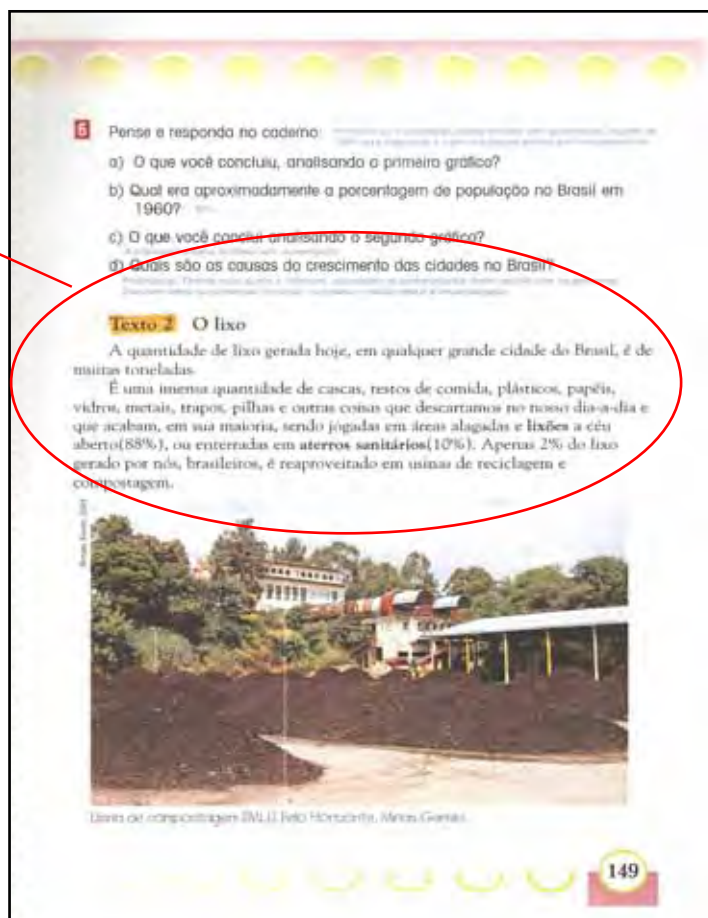 6 Pense e responda no caderno:
a) O que você concluiu, analisando o primeiro gráfico?
b) Qual era aproximadamente a porcentagem de população no Brasil em
1960?
c) O que você conclui analisando o segundo gráfico?
d) Quais são as causas do crescimento das cidades no Brasil?
Texto 2 O lixo
A quantidade de lixo gerada hoje, em qualquer grande cidade do Brasil, é de
muitas toneladas.
É uma imensa quantidade de cascas, restos de comida, plásticos, papéis,
vidros, metais, trapos, pilhas e outras coisas que descartamos no nosso dia-a-dia e
que acabam, em sua maioria, sendo jogadas em áreas alagadas e lixões a céu
aberto(88%), ou enterradas em aterros sanitários(10%). Apenas 2% do lixo
gerado por nós, brasileiros, é reaproveitado em usinas de reciclagem e
compostagem.
Usina de compostagem Belo Horizonte, Minas Gerais.
149